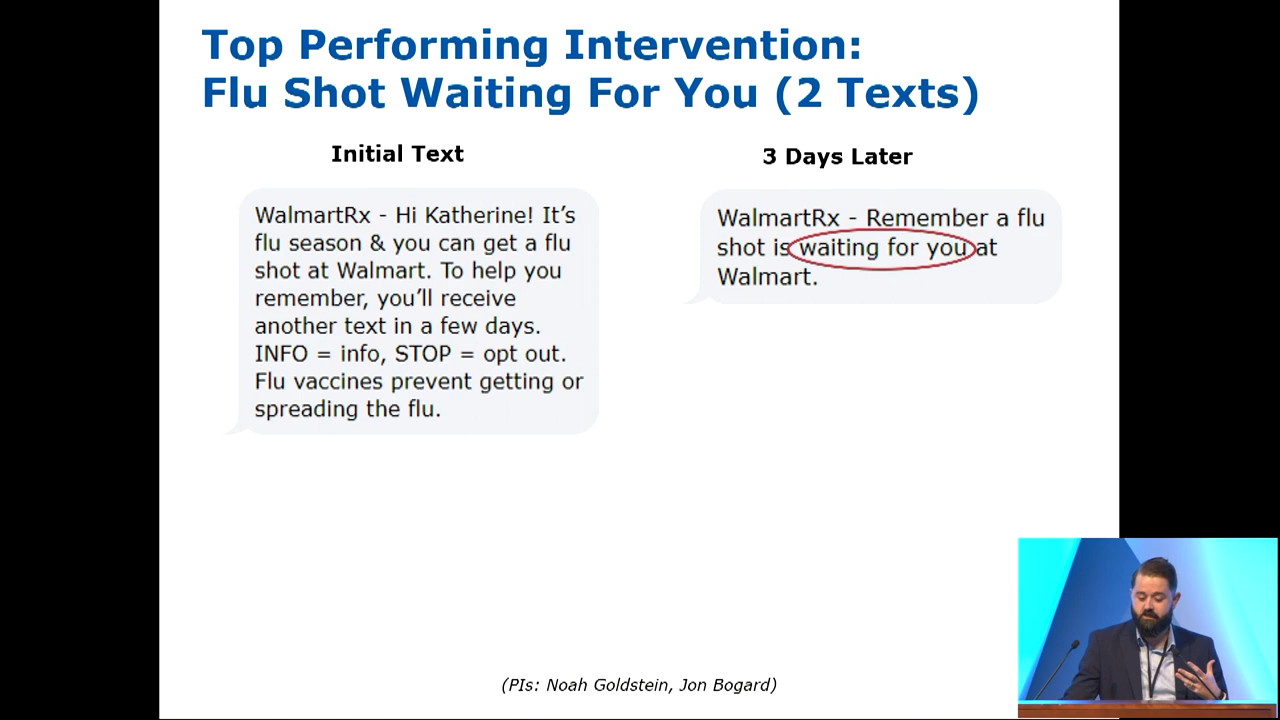 Top Performing Intervention:
Flu Shot Waiting For You (2 Texts)
Initial Text
WalmartRx - Hi Katherine! It’s
flu season & you can get a flu
shot at Walmart. To help you
remember, you’ll receive
another text in a few days.
INFO = info, STOP = opt out.
Flu vaccines prevent getting or
spreading the flu.
3 Days Later
WalmartRx - Remember a flu
shot is waiting for you at
Walmart.
(PIs: Noah Goldstein, Jon Bogard)